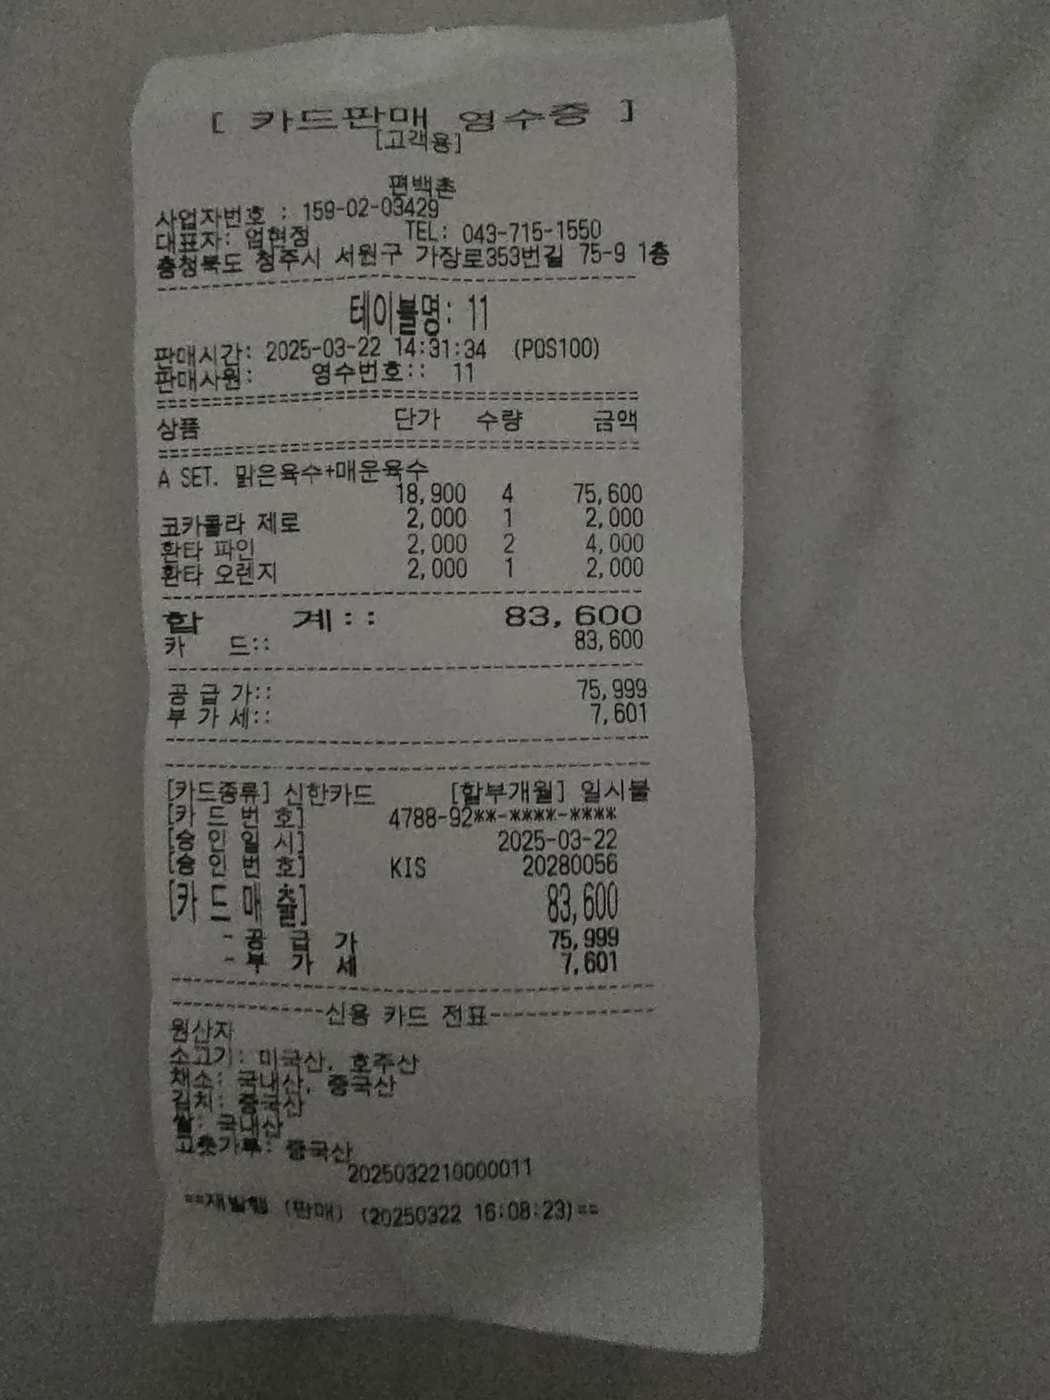 [ 카드판매 영수증 ]
[고객용]
편백촌
사업자번호 : 159-02-03429
대표자: 엄현정 TEL: 043-715-1550
충청북도 청주시 서원구 가장로353번길 75-9 1층
테이블명: 11
판매시간: 2025-03-22 14:31:34 (POS100)
판매사원: 영수번호:: 11
상품 단가 수량 금액
A SET. 맑은육수+매운육수
18,900 4 75,600
코카콜라 제로 2,000 1 2,000
환타 파인 2,000 2 4,000
환타 오렌지 2,000 1 2,000
합 계:: 83,600
카 드:: 83,600
공 급 가:: 75,999
부 가 세:: 7,601
[카드종류] 신한카드 [할부개월] 일시불
[카 드 번 호] 4788-92**-****-****
[승 인 일 시] 2025-03-22
[승 인 번 호] KIS 20280056
[카 드 매 출] 83,600
- 공 급 가 75,999
- 부 가 세 7,601
-----------신용 카드 전표------------
원산지
소고기: 미국산, 호주산
채소: 국내산, 중국산
김치: 중국산
쌀: 국내산
고춧가루: 중국산
2025032210000011
==재발행 (판매) (20250322 16:08:23)==